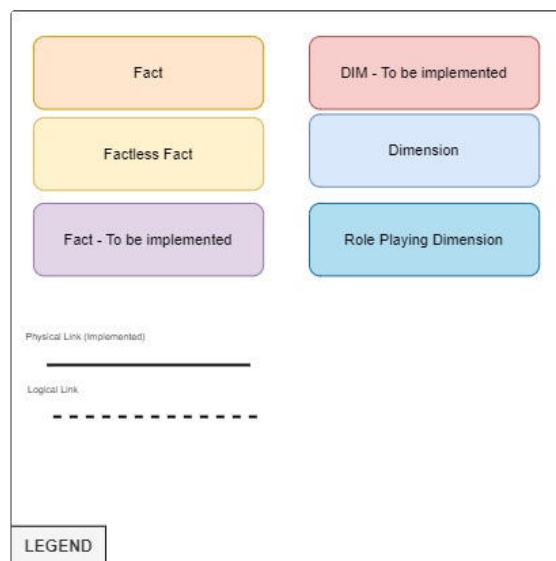 Fact
DIM - To be implemented
Factless Fact
Dimension
Fact - To be implemented
Role Playing Dimension
Physical Link (Implemented)
Logical Link
LEGEND